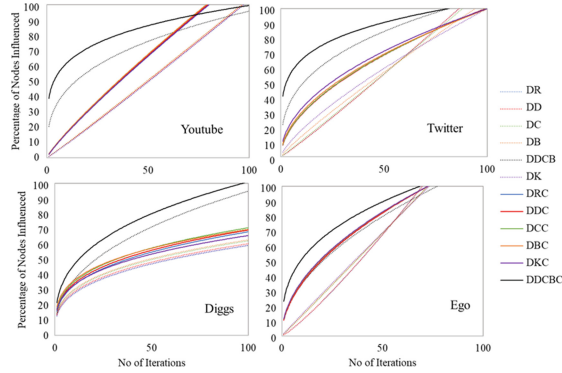 100
90
80
70
60
50
40
30
20
10
0
Percentage of Nodes Influenced
Youtube
0
50
100
100
90
80
70
60
50
40
30
20
10
0
Twitter
0
50
100
100
90
80
70
60
50
40
30
20
10
0
Percentage of Nodes Influenced
Diggs
0
50
100
No of Iterations
100
90
80
70
60
50
40
30
20
10
0
Ego
0
100
No of Iterations
DR
DD
DC
DB
DDCB
DK
DRC
DDC
DCC
DBC
DKC
DDCBC